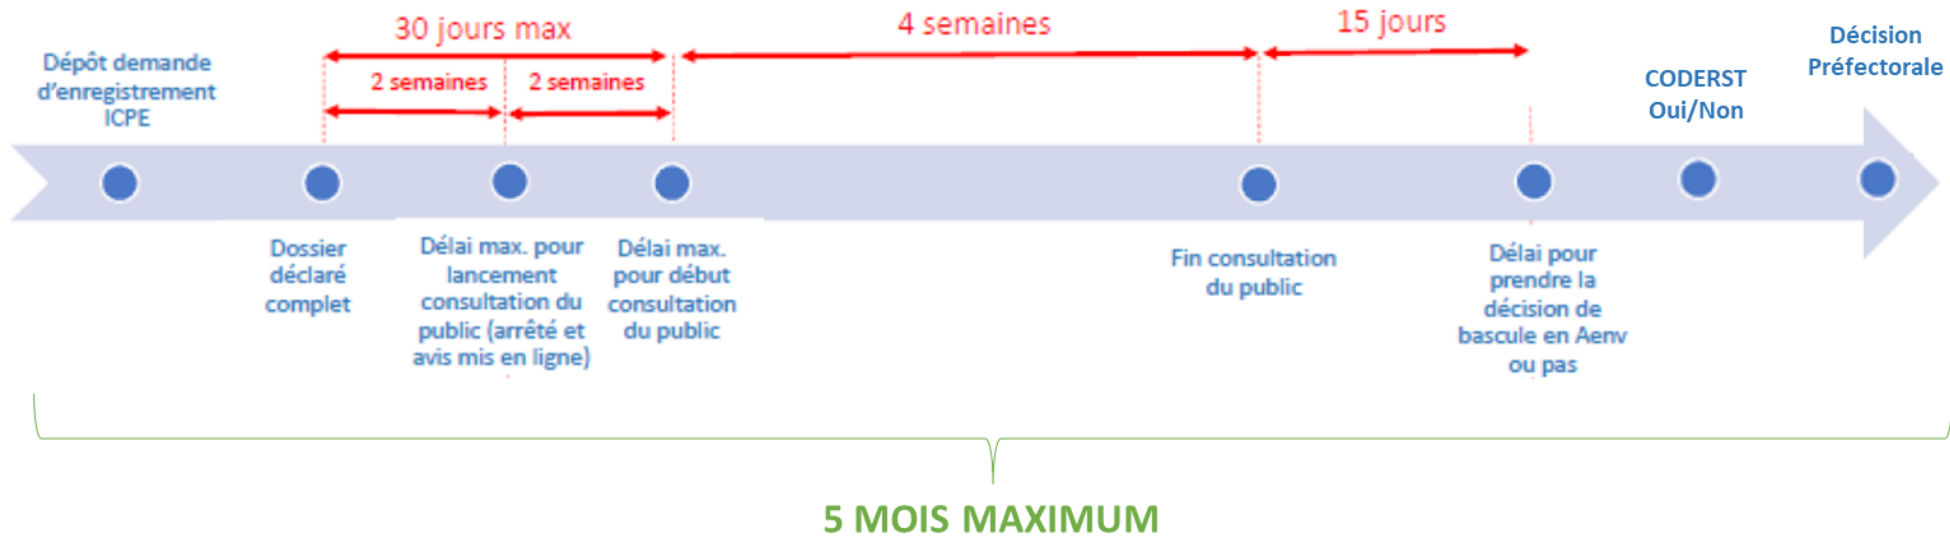 30 jours max
4 semaines
15 jours
2 semaines
2 semaines
Dépôt demande
d'enregistrement
ICPE
CODERST
Oui/Non
Décision
Préfectorale
Dossier
déclaré
complet
Délai max. pour
lancement
consultation du
public (arrêté et
avis mis en ligne)
Délai max.
pour début
consultation
du public
Fin consultation
du public
Délai pour
prendre la
décision de
bascule en Aenv
ou pas
5 MOIS MAXIMUM